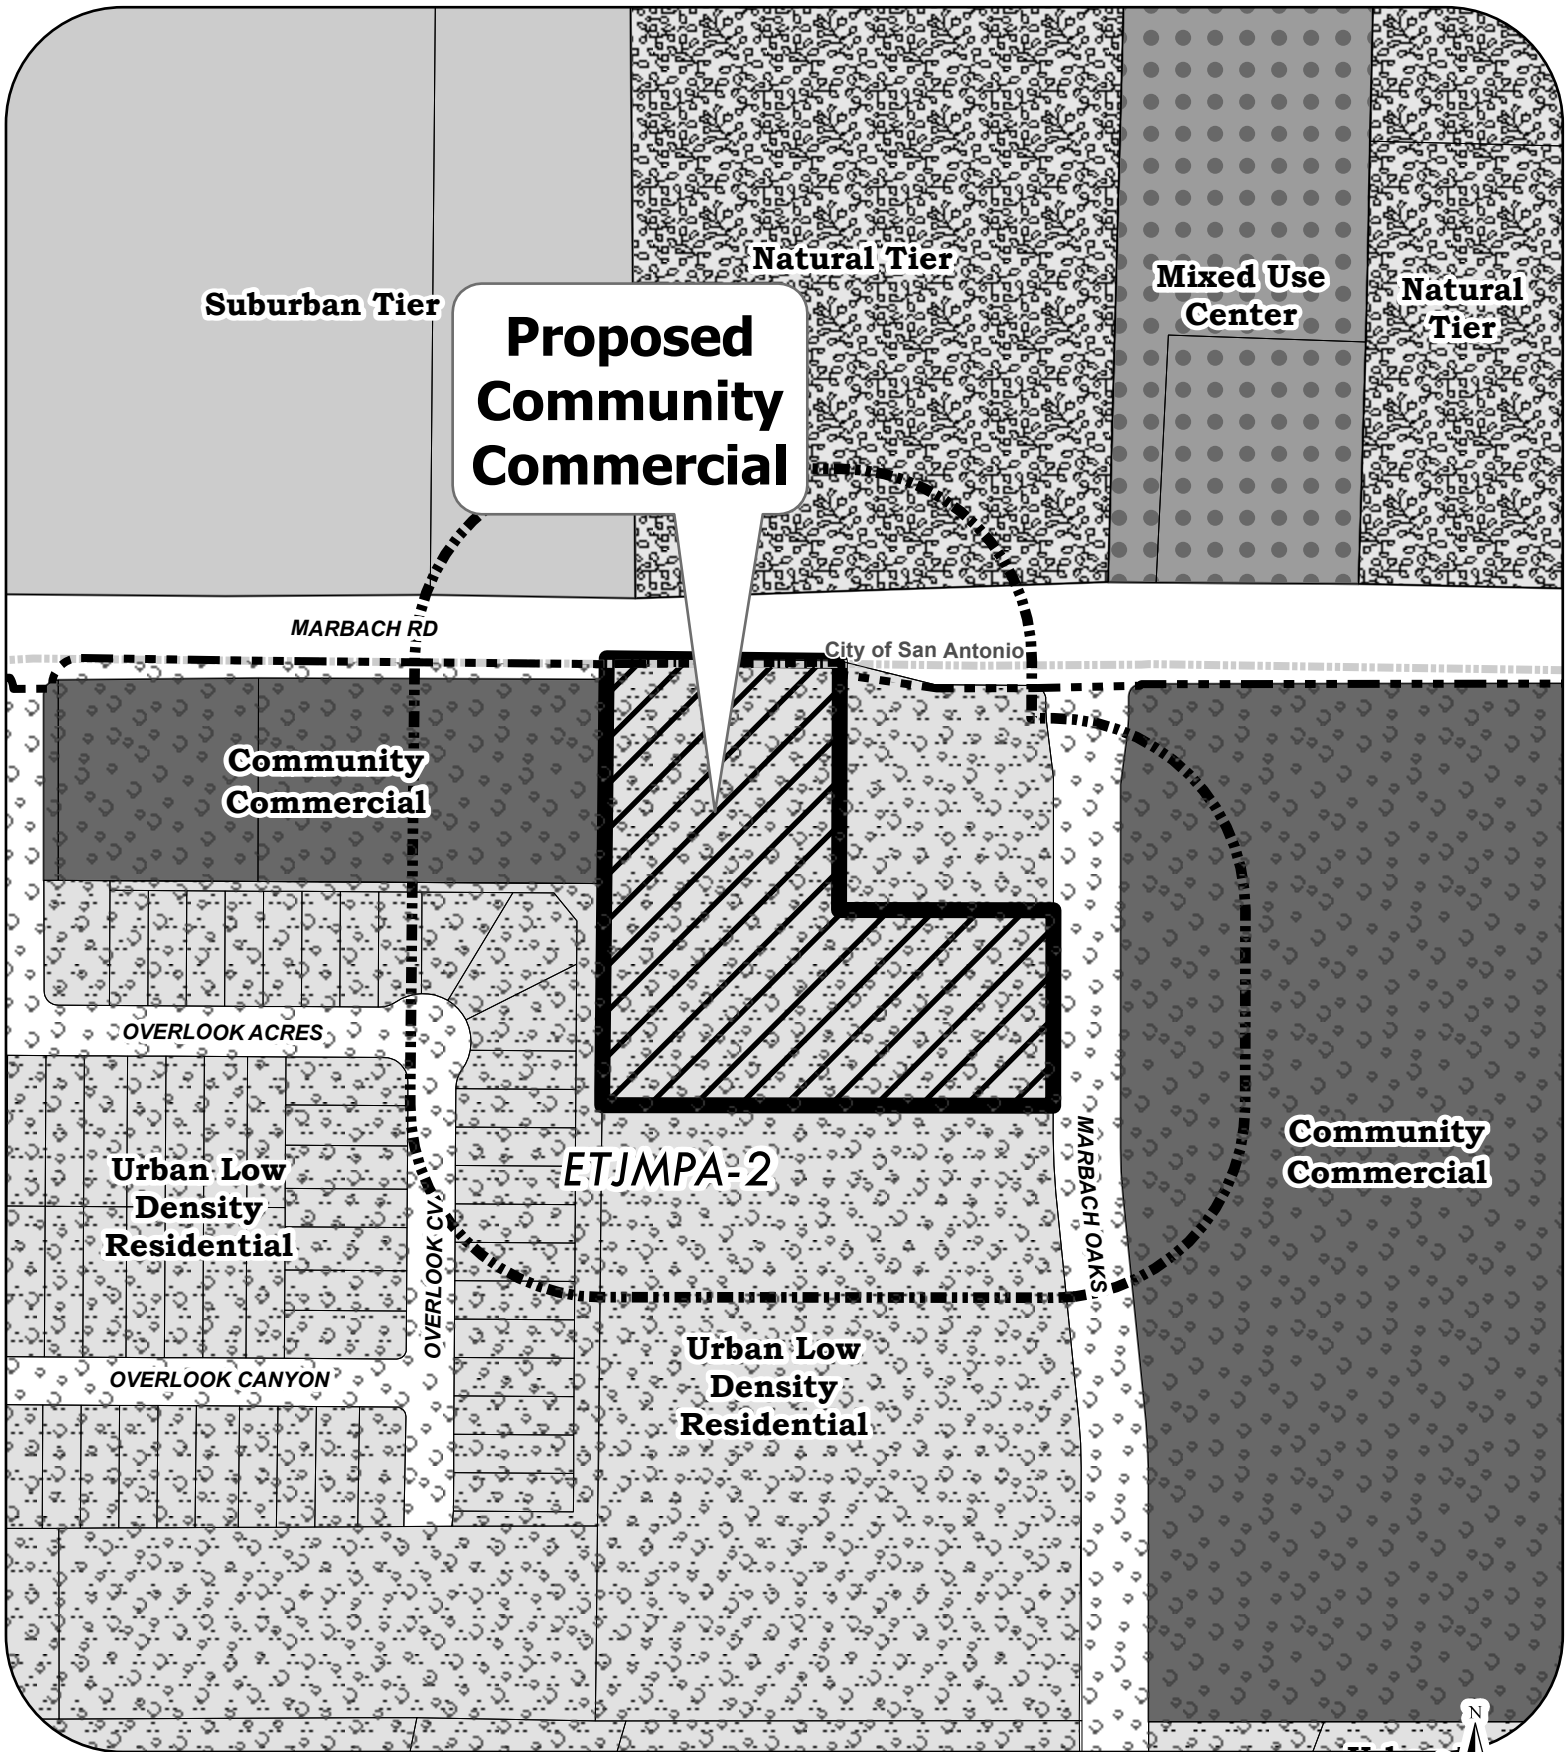 Natural Tier
Mixed Use
Center
Natural
Tier
Suburban Tier
Proposed
Community
Commercial
MARBACH RD
City of San Antonio
Community
Commercial
OVERLOOK ACRES
ETJMPA-2
Urban Low
Density
Residential
OVERLOOK CV
MARBACH OAKS
Community
Commercial
Urban Low
Density
Residential
OVERLOOK CANYON
N